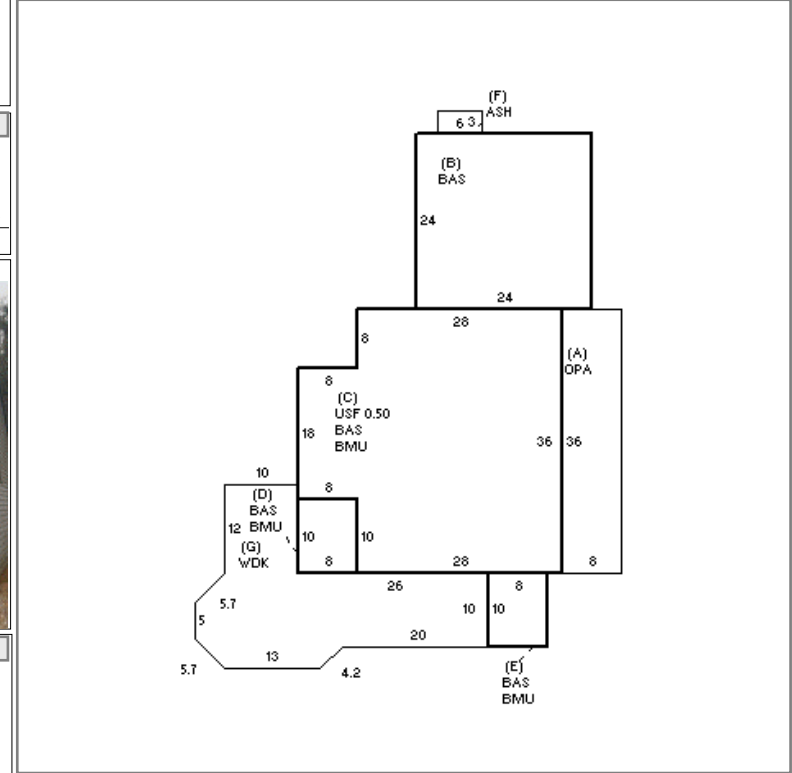 (F)
ASH
6 3
(B)
BAS
24
24
28
8
(A)
OPA
8
(C)
USF 0.50
BAS
BMU
18
36 36
10
8
(D)
BAS
BMU
12
10
10
(G)
WDK
8
28
8
26
8
5.7
10 10
5
20
13
5.7
4.2
(E)
BAS
BMU